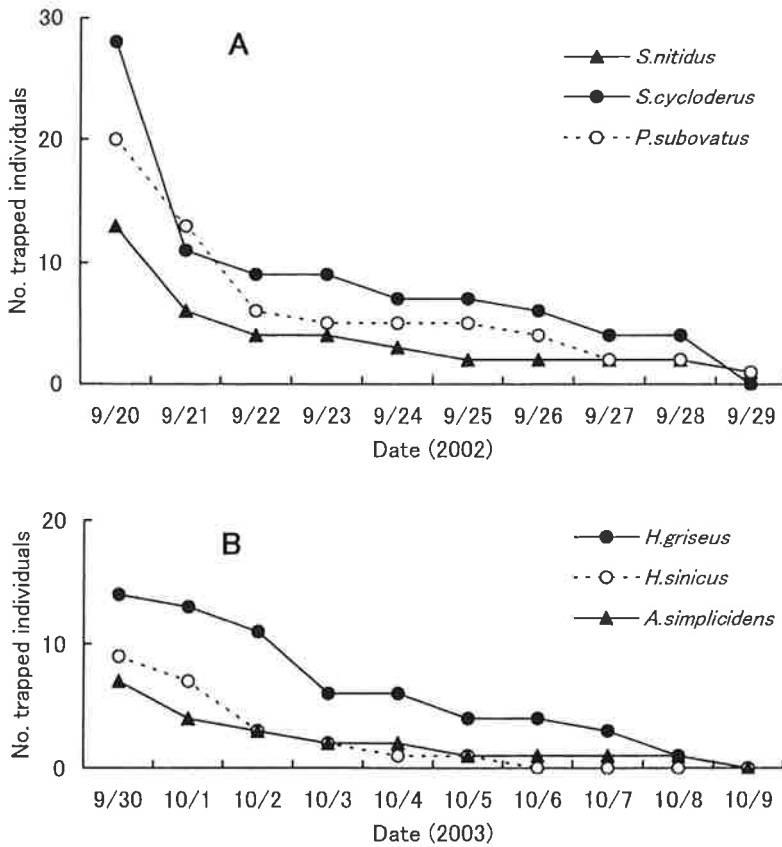 30
A
S.nitidus
S.cycloderus
P.subovatus
20
10
0
No. trapped individuals
9/20 9/21 9/22 9/23 9/24 9/25 9/26 9/27 9/28 9/29
Date (2002)
20
B
H.griseus
H.sinicus
A.simplicidens
10
0
No. trapped individuals
9/30 10/1 10/2 10/3 10/4 10/5 10/6 10/7 10/8 10/9
Date (2003)